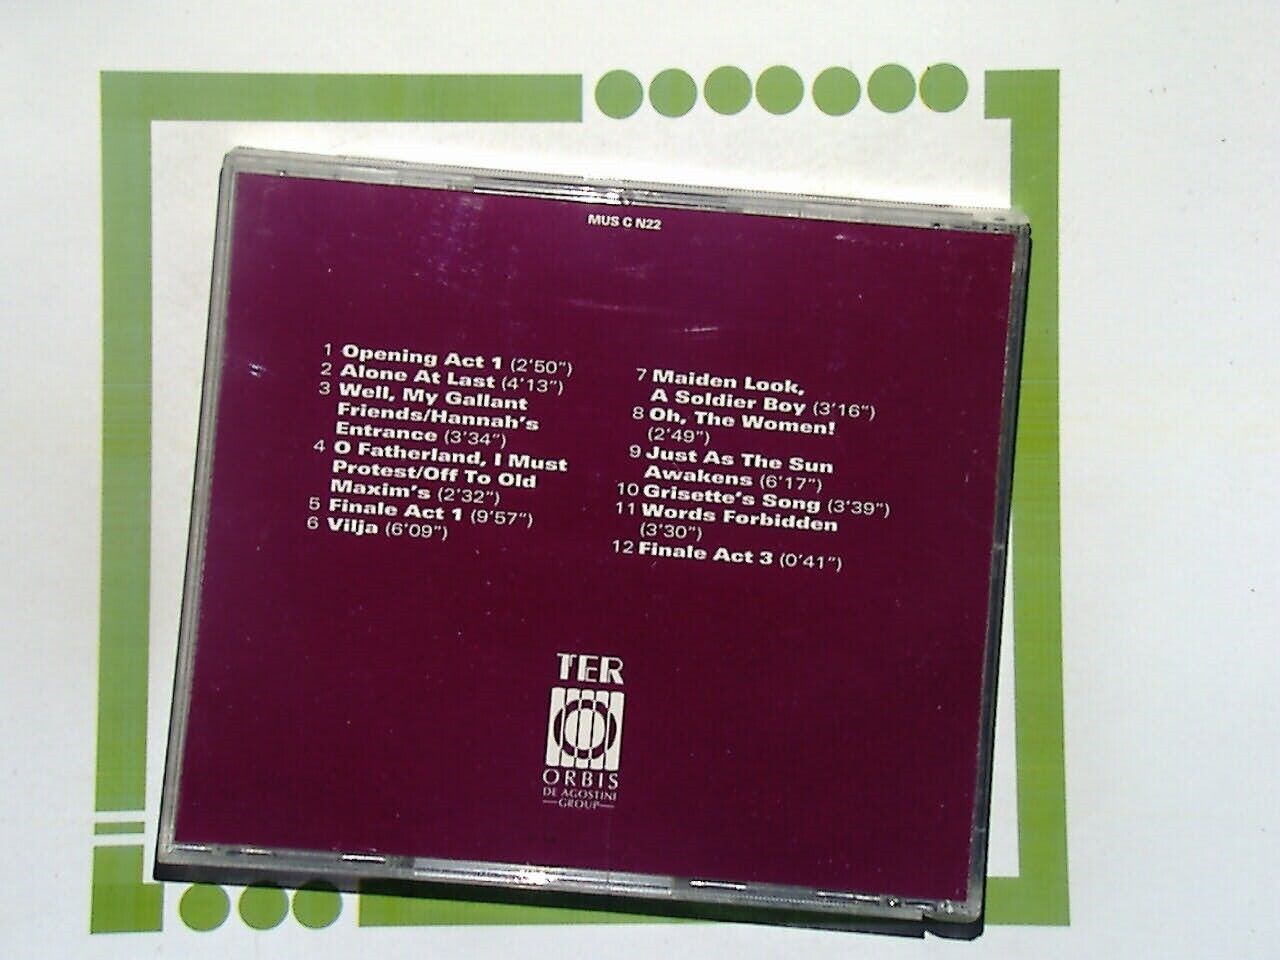 MUS C N22
1 Opening Act 1 (2'50")
2 Alone At Last (4'13")
3 Well, My Gallant
Friends/Hannah's
Entrance (3'34")
4 O Fatherland, I Must
Protest/Off To Old
Maxim's (2'32")
5 Finale Act 1 (9'57")
6 Vilja (6'09")
7 Maiden Look,
A Soldier Boy (3'16")
8 Oh, The Women!
(2'49")
9 Just As The Sun
Awakens (6'17")
10 Grisette's Song (3'39")
11 Words Forbidden
(3'30")
12 Finale Act 3 (0'41")
TER
ORBIS
DE AGOSTINI
GROUP